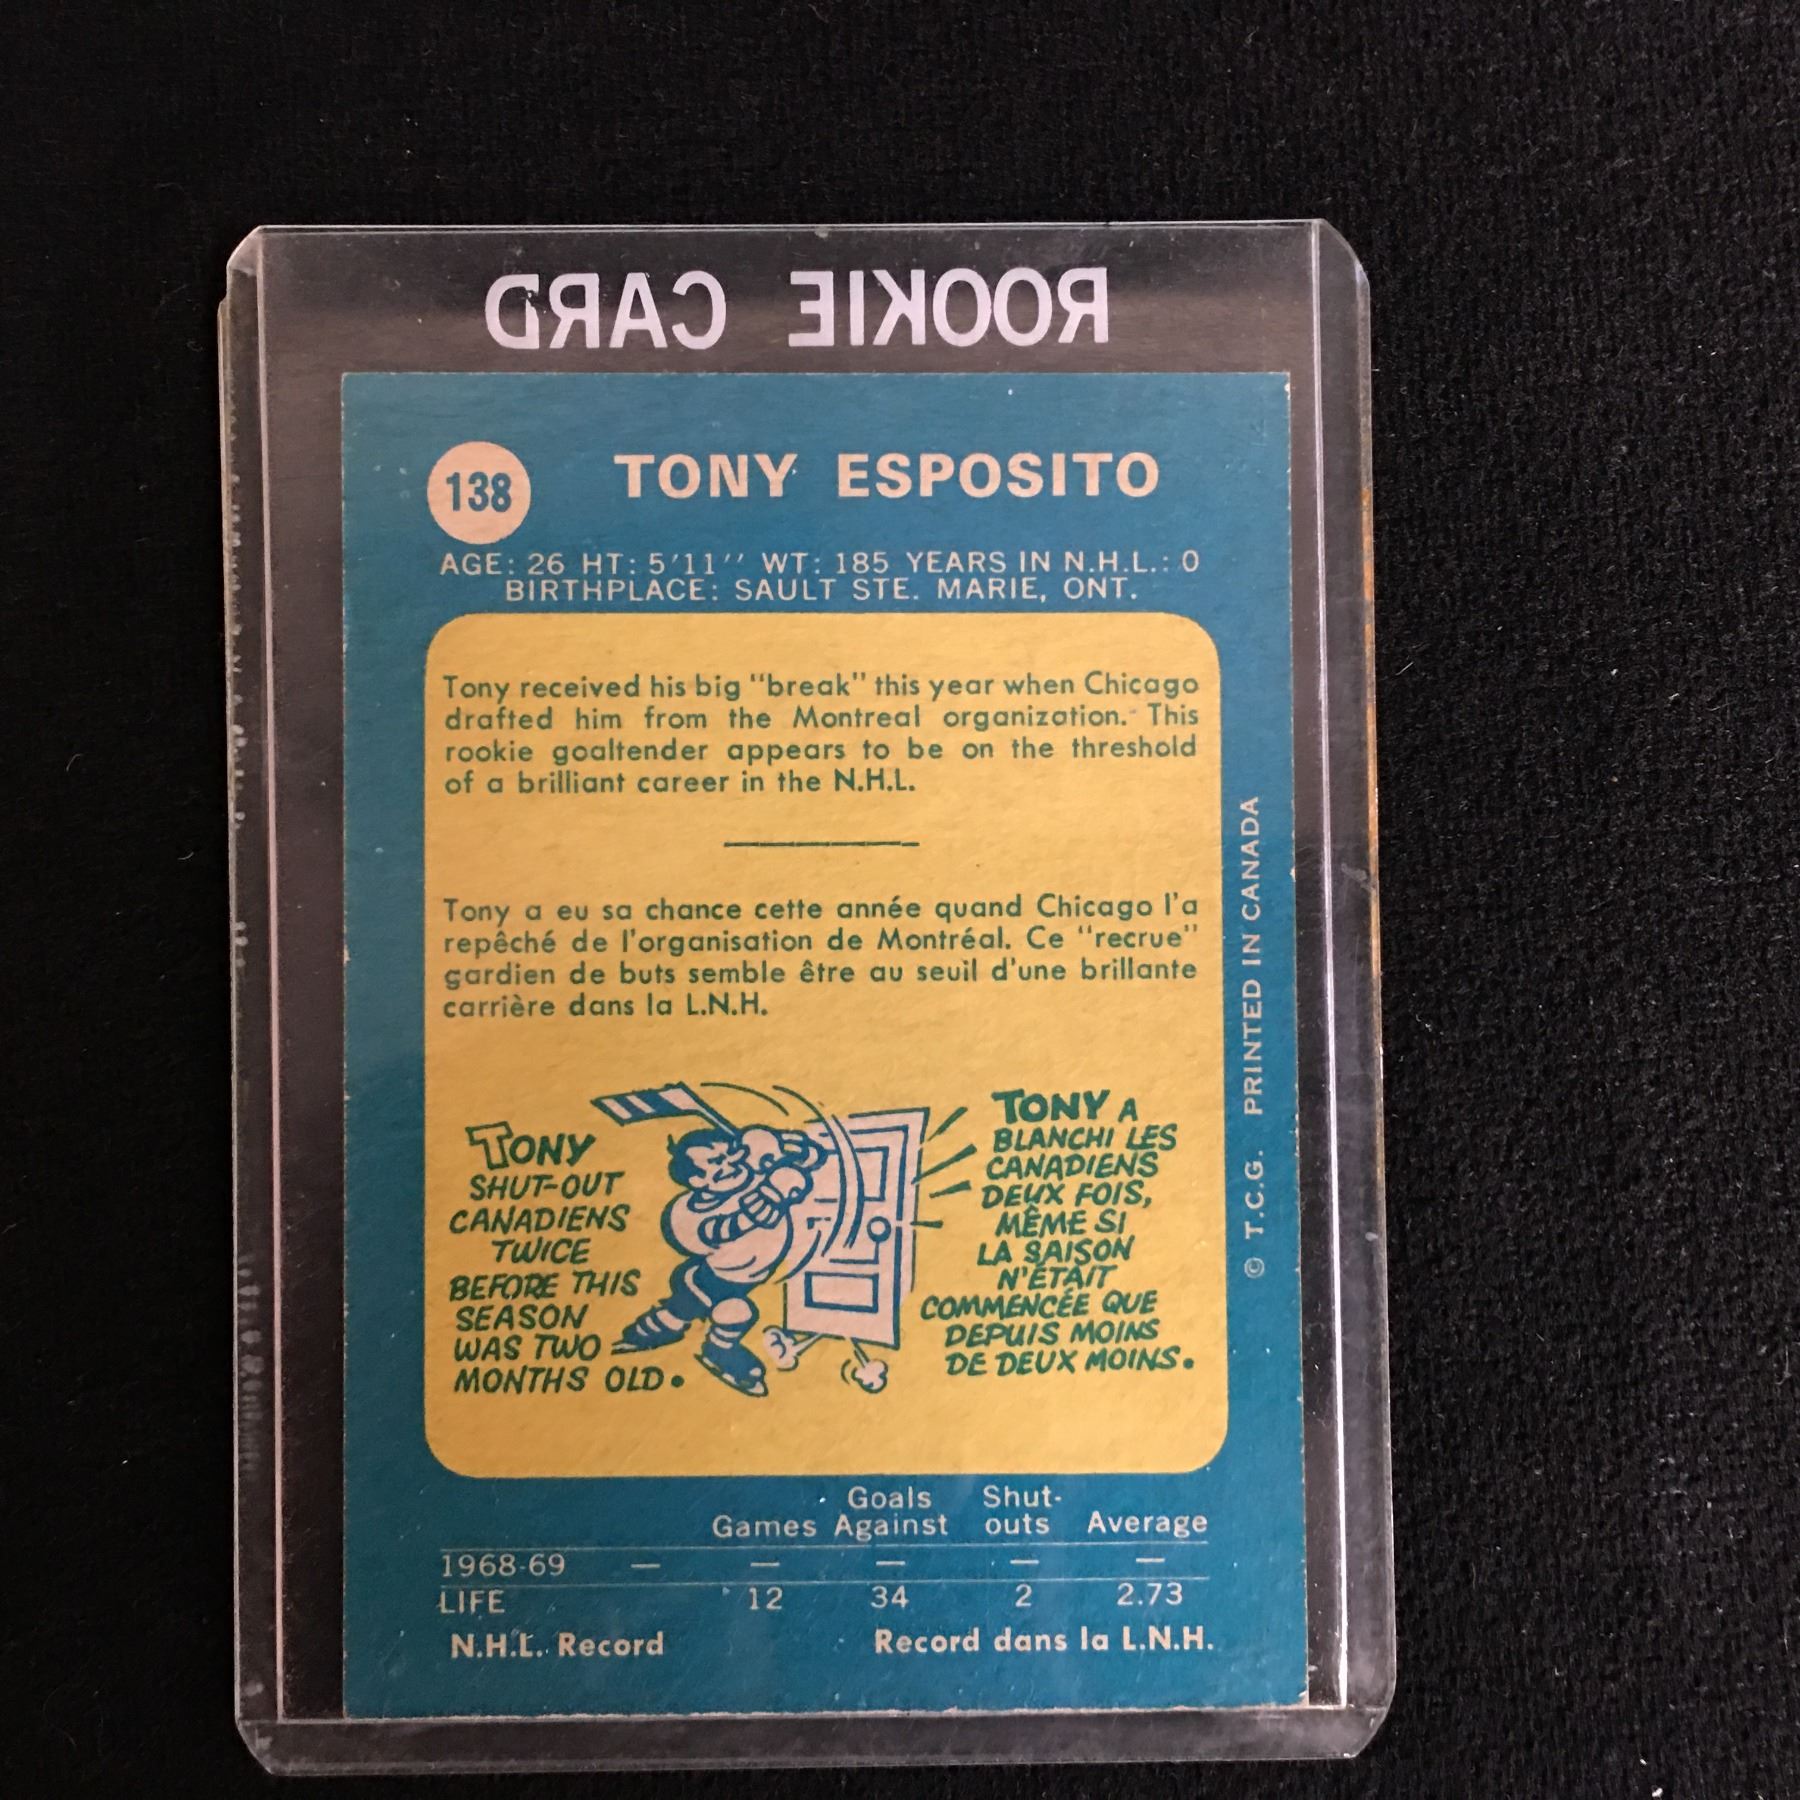 ROOKIE CARD
138
TONY ESPOSITO
AGE: 26 HT: 5'11'' WT: 185 YEARS IN N.H.L.: 0
BIRTHPLACE: SAULT STE. MARIE, ONT.
Tony received his big "break" this year when Chicago
drafted him from the Montreal organization. This
rookie goaltender appears to be on the threshold
of a brilliant career in the N.H.L.
Tony a eu sa chance cette année quand Chicago l'a
repêché de l'organisation de Montréal. Ce "recrue"
gardien de buts semble être au seuil d'une brillante
carrière dans la L.N.H.
TONY
SHUT-OUT
CANADIENS
TWICE
BEFORE THIS
SEASON
WAS TWO
MONTHS OLD.
TONY A
BLANCHI LES
CANADIENS
DEUX FOIS,
MÊME SI
LA SAISON
N'ÉTAIT
COMMENCÉE QUE
DEPUIS MOINS
DE DEUX MOINS.
© T.C.G. PRINTED IN CANADA
Goals Shut-
Games Against outs Average
1968-69 — — — — —
LIFE 12 34 2 2.73
N.H.L. Record Record dans la L.N.H.